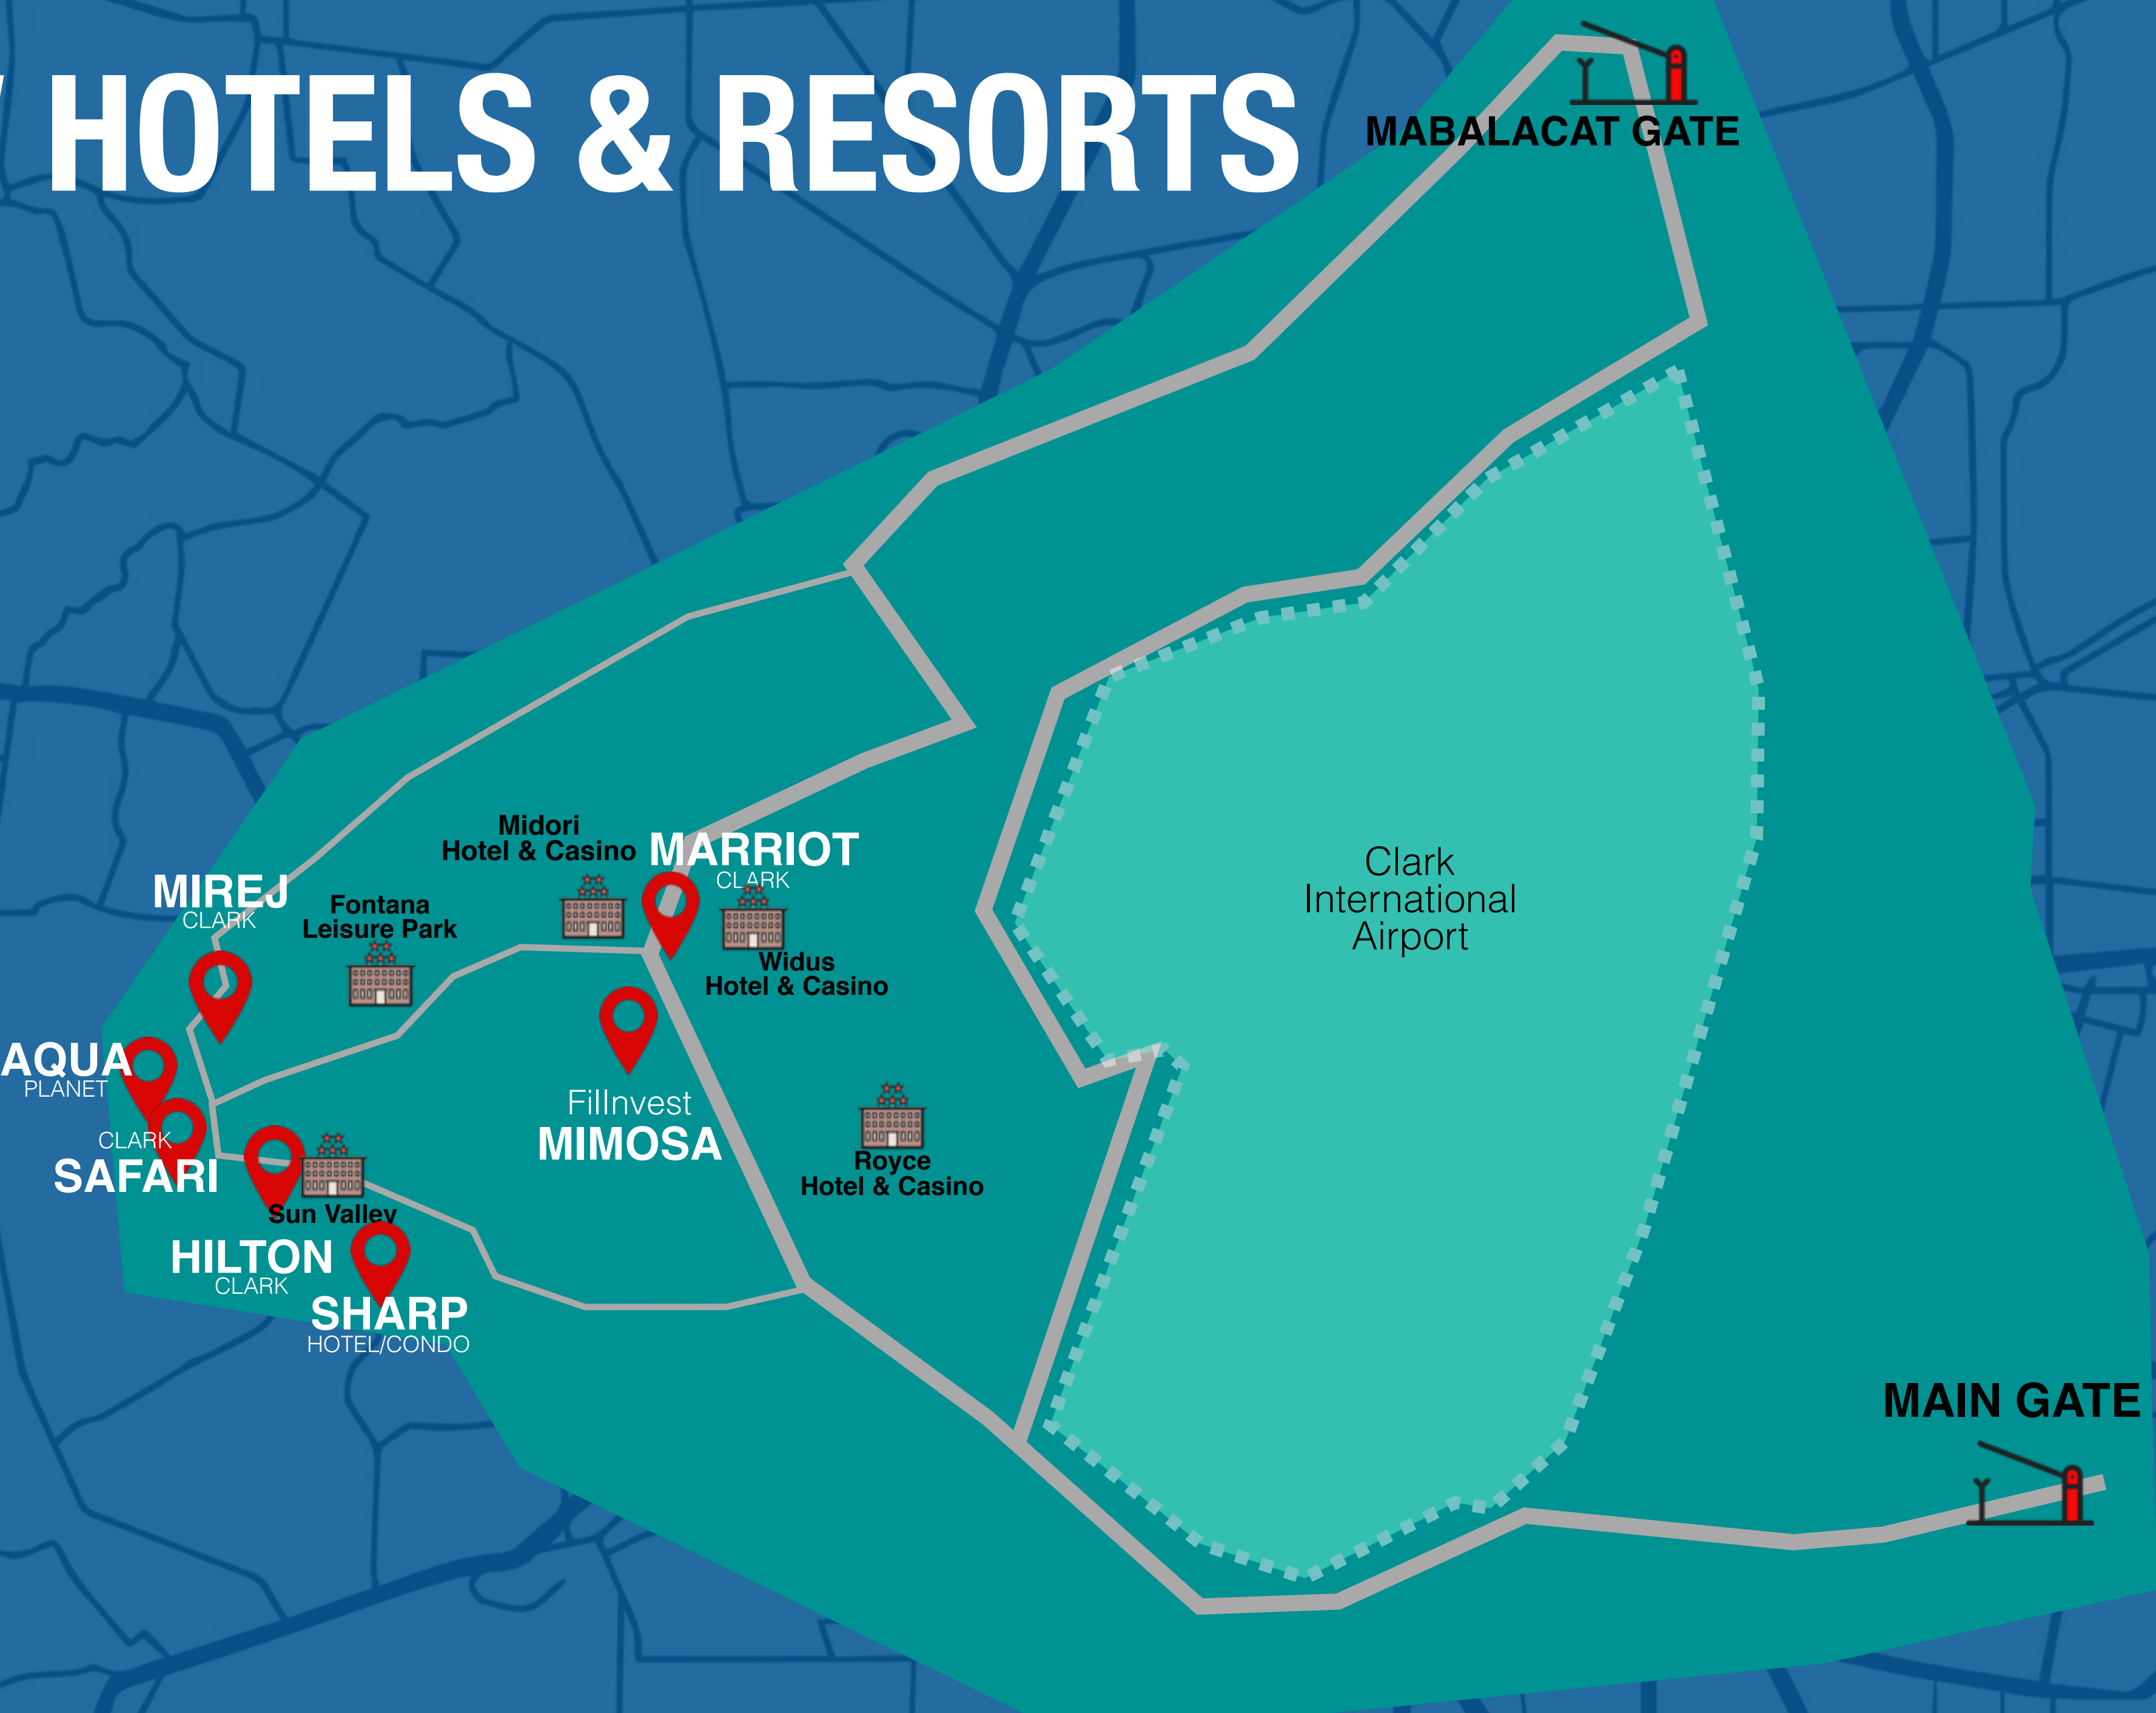 HOTELS & RESORTS
MABALACAT GATE
Midori
Hotel & Casino
MARRIOT
CLARK
MIREJ
CLARK
Fontana
Leisure Park
Clark
International
Airport
Widus
Hotel & Casino
AQUA
PLANET
FilInvest
MIMOSA
CLARK
SAFARI
Royce
Hotel & Casino
Sun Valley
HILTON
CLARK
SHARP
HOTEL/CONDO
MAIN GATE